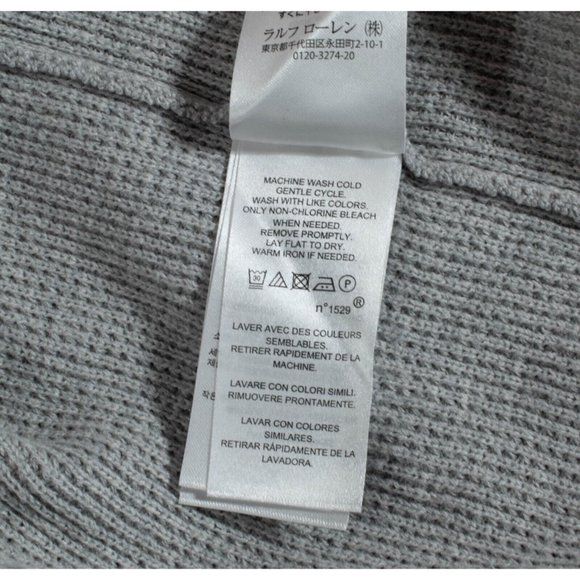 ラルフ ローレン (株)
東京都千代田区永田町2-10-1
0120-3274-20
MACHINE WASH COLD
GENTLE CYCLE.
WASH WITH LIKE COLORS.
ONLY NON-CHLORINE BLEACH
WHEN NEEDED.
REMOVE PROMPTLY.
LAY FLAT TO DRY.
WARM IRON IF NEEDED.
30 P
n°1529 ®
LAVER AVEC DES COULEURS
SEMBLABLES.
RETIRER RAPIDEMENT DE LA
MACHINE.
LAVARE CON COLORI SIMILI.
RIMUOVERE PRONTAMENTE.
LAVAR CON COLORES
SIMILARES.
RETIRAR RÁPIDAMENTE DE LA
LAVADORA.